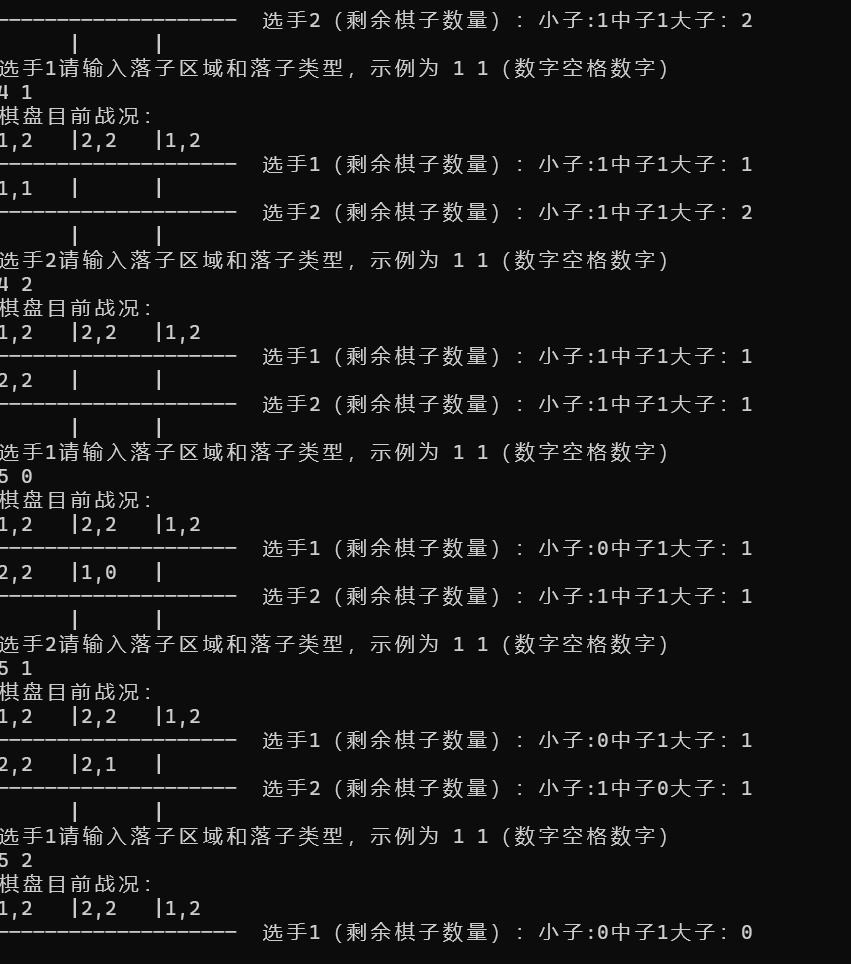 ———————————————————— 选手2（剩余棋子数量）：小子:1中子1大子：2
| |
选手1请输入落子区域和落子类型，示例为 1 1（数字空格数字）
4 1
棋盘目前战况：
1,2 |2,2 |1,2
———————————————————— 选手1（剩余棋子数量）：小子:1中子1大子：1
1,1 | |
———————————————————— 选手2（剩余棋子数量）：小子:1中子1大子：2
| |
选手2请输入落子区域和落子类型，示例为 1 1（数字空格数字）
4 2
棋盘目前战况：
1,2 |2,2 |1,2
———————————————————— 选手1（剩余棋子数量）：小子:1中子1大子：1
2,2 | |
———————————————————— 选手2（剩余棋子数量）：小子:1中子1大子：1
| |
选手1请输入落子区域和落子类型，示例为 1 1（数字空格数字）
5 0
棋盘目前战况：
1,2 |2,2 |1,2
———————————————————— 选手1（剩余棋子数量）：小子:0中子1大子：1
2,2 |1,0 |
———————————————————— 选手2（剩余棋子数量）：小子:1中子1大子：1
| |
选手2请输入落子区域和落子类型，示例为 1 1（数字空格数字）
5 1
棋盘目前战况：
1,2 |2,2 |1,2
———————————————————— 选手1（剩余棋子数量）：小子:0中子1大子：1
2,2 |2,1 |
———————————————————— 选手2（剩余棋子数量）：小子:1中子0大子：1
| |
选手1请输入落子区域和落子类型，示例为 1 1（数字空格数字）
5 2
棋盘目前战况：
1,2 |2,2 |1,2
———————————————————— 选手1（剩余棋子数量）：小子:0中子1大子：0